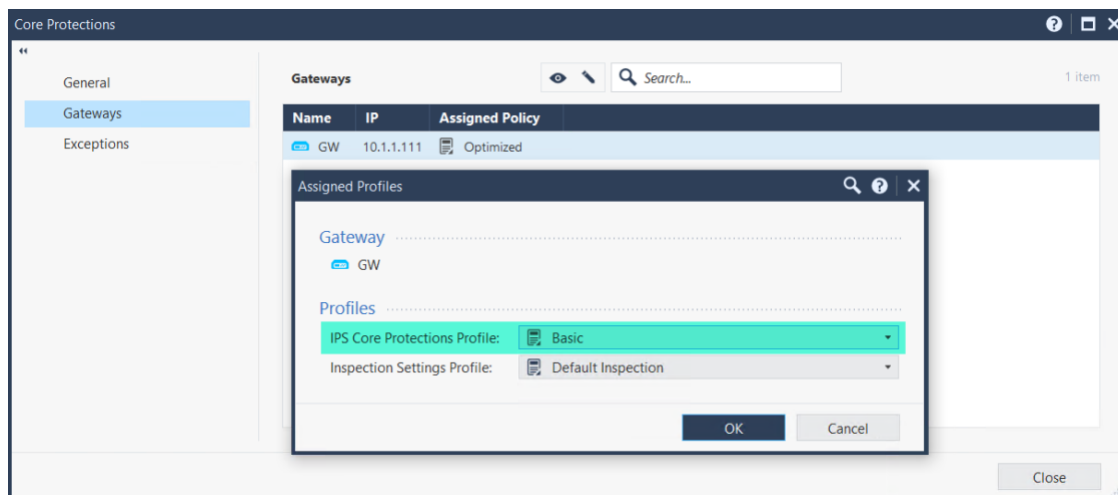 Core Protections
General
Gateways
Exceptions
Gateways
Search...
1 item
Name IP Assigned Policy
GW 10.1.1.111 Optimized
Assigned Profiles
Gateway
GW
Profiles
IPS Core Protections Profile: Basic
Inspection Settings Profile: Default Inspection
OK Cancel
Close